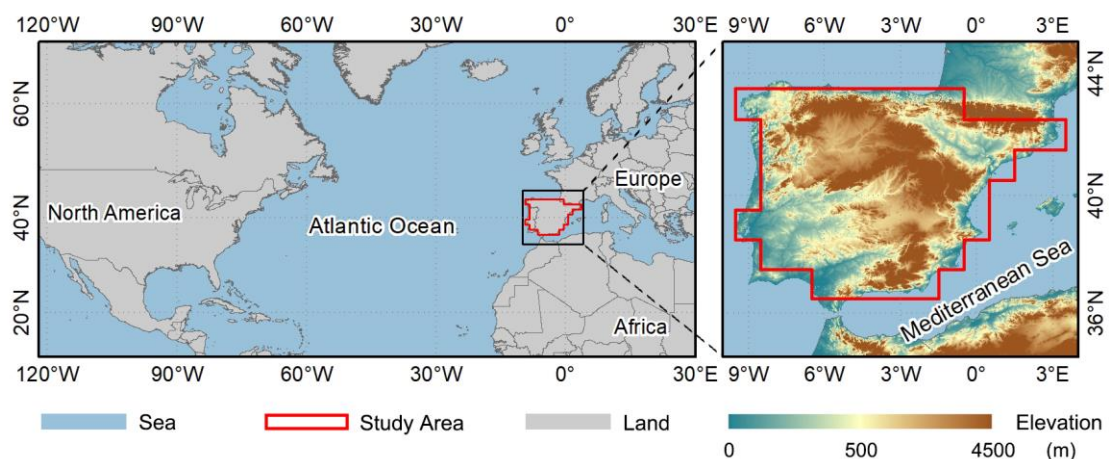 120°W 90°W 60°W 30°W 0° 30°E 9°W 6°W 3°W 0° 3°E
60°N
40°N
20°N
North America
Atlantic Ocean
Europe
Africa
44°N
40°N
36°N
Mediterranean Sea
120°W 90°W 60°W 30°W 0° 30°E 9°W 6°W 3°W 0° 3°E
Sea
Study Area
Land
Elevation
0 500 4500 (m)